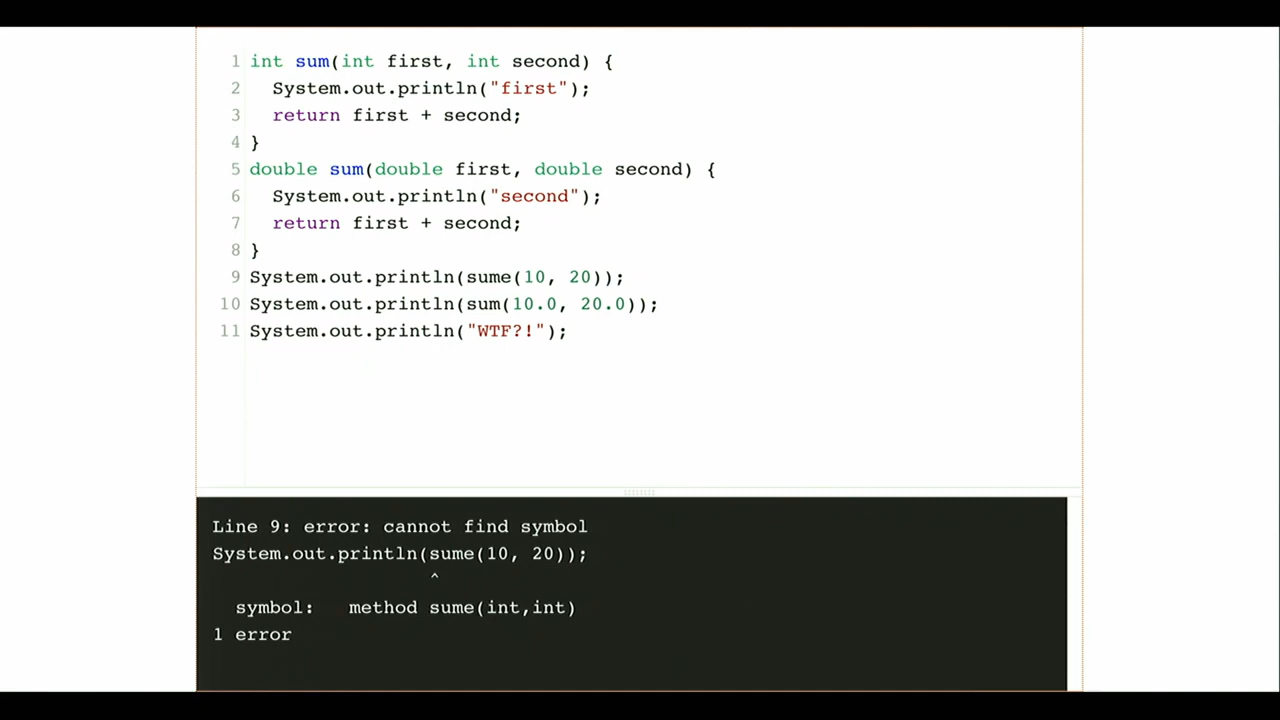 1 int sum(int first, int second) {
2   System.out.println("first");
3   return first + second;
4 }
5 double sum(double first, double second) {
6   System.out.println("second");
7   return first + second;
8 }
9 System.out.println(sume(10, 20));
10 System.out.println(sum(10.0, 20.0));
11 System.out.println("WTF?!");
Line 9: error: cannot find symbol
System.out.println(sume(10, 20));
^
symbol:   method sume(int,int)
1 error